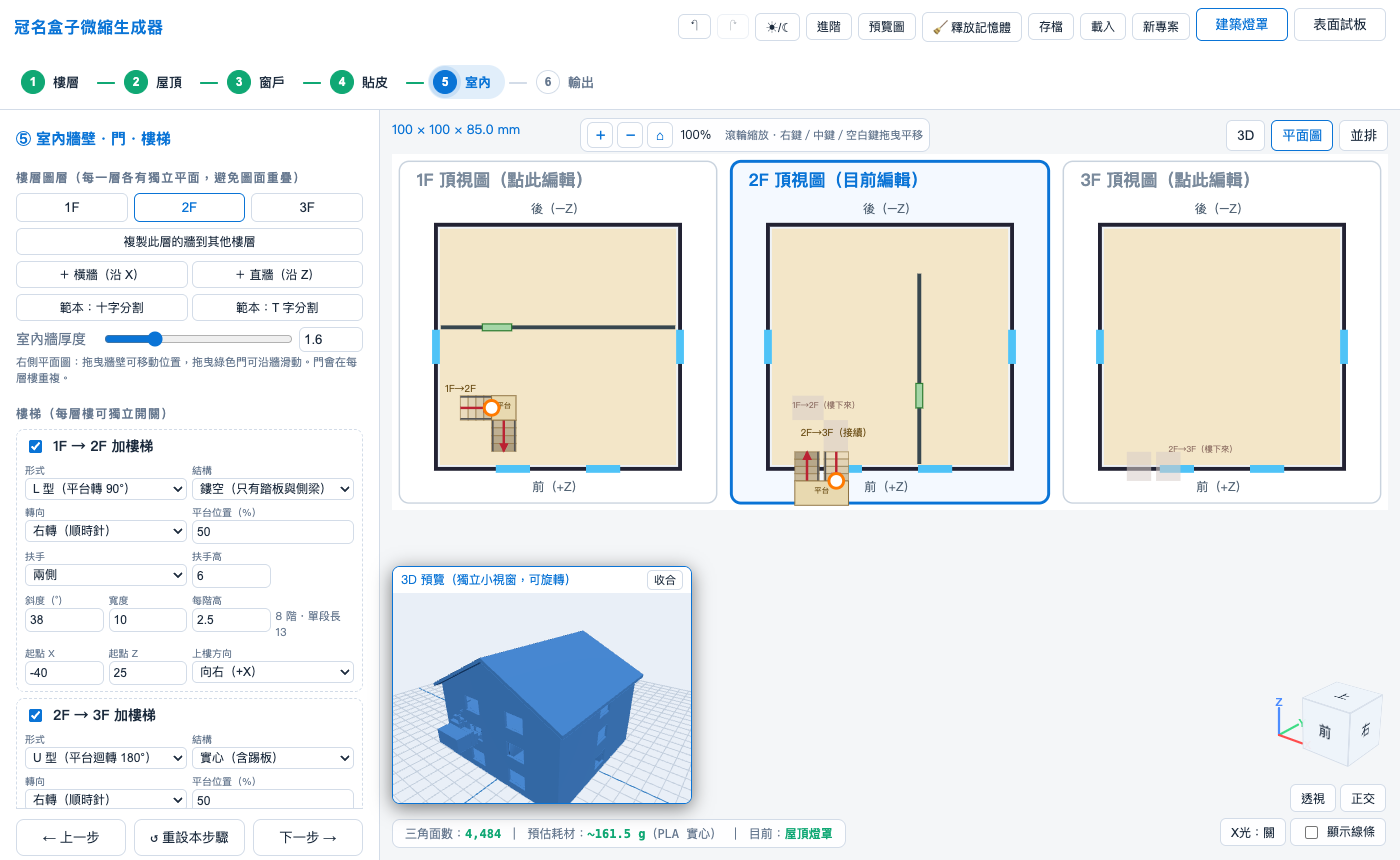 冠名盒子微縮生成器
☀/☾
進階
預覽圖
🧹 釋放記憶體
存檔
載入
新專案
建築燈罩
表面試板
1 樓層
2 屋頂
3 窗戶
4 貼皮
5 室內
6 輸出
⑤ 室內牆壁 · 門 · 樓梯
樓層圖層（每一層各有獨立平面，避免圖面重疊）
1F
2F
3F
複製此層的牆到其他樓層
＋ 橫牆（沿 X）
＋ 直牆（沿 Z）
範本：十字分割
範本：T 字分割
室內牆厚度
1.6
右側平面圖：拖曳牆壁可移動位置，拖曳綠色門可沿牆滑動。門會在每
層樓重複。
樓梯（每層樓可獨立開關）
1F → 2F 加樓梯
形式
結構
L 型（平台轉 90°）
鏤空（只有踏板與側梁）
轉向
平台位置（%）
右轉（順時針）
50
扶手
扶手高
兩側
6
斜度（°）
寬度
每階高
38
10
2.5
8 階 · 單段長
13
起點 X
起點 Z
上樓方向
-40
25
向右（+X）
2F → 3F 加樓梯
形式
結構
U 型（平台迴轉 180°）
實心（含踢板）
轉向
平台位置（%）
右轉（順時針）
50
← 上一步
↺ 重設本步驟
下一步 →
100 × 100 × 85.0 mm
+
−
⌂
100%
滾輪縮放 · 右鍵 / 中鍵 / 空白鍵拖曳平移
3D
平面圖
並排
1F 頂視圖（點此編輯）
後（—Z）
1F→2F
平台
前（+Z）
2F 頂視圖（目前編輯）
後（—Z）
1F→2F（樓下來）
2F→3F（接續）
平台
前（+Z）
3F 頂視圖（點此編輯）
後（—Z）
2F→3F（樓下來）
前（+Z）
3D 預覽（獨立小視窗，可旋轉）
收合
Z
上
前
右
透視
正交
三角面數：4,484 | 預估耗材：~161.5 g (PLA 實心) | 目前：屋頂燈罩
X光：關
顯示線條